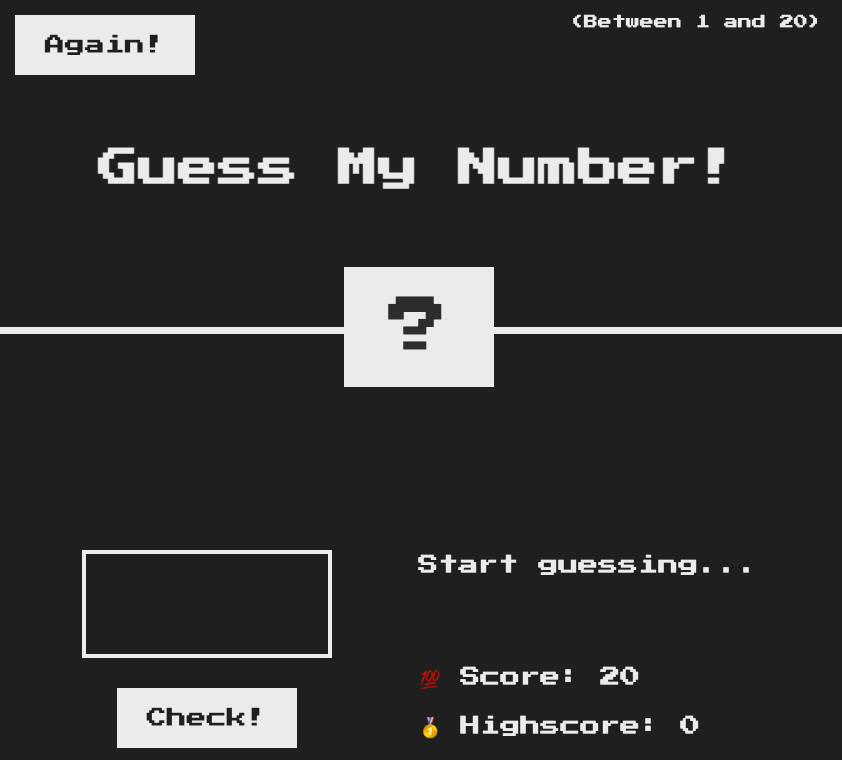 Again!
(Between 1 and 20)
Guess My Number!
?
Start guessing...
Check!
💯 Score: 20
🥇 Highscore: 0